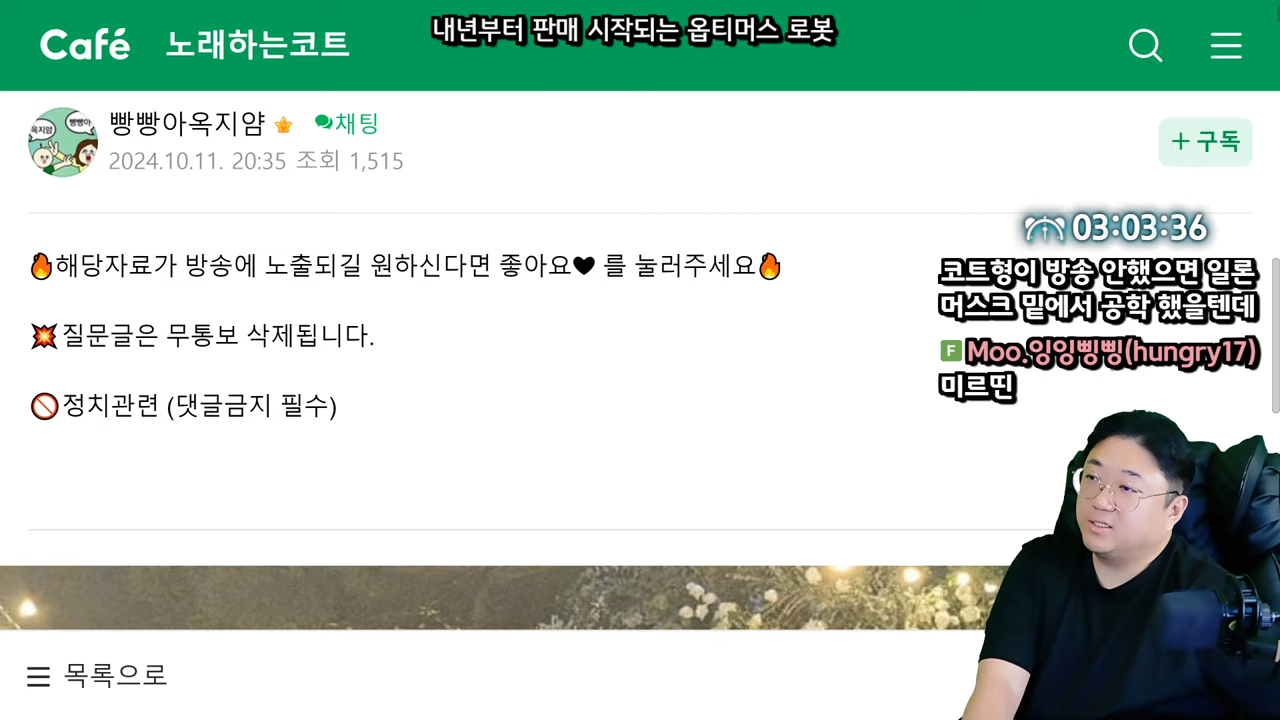 내년부터 판매 시작되는 옵티머스 로봇
Café 노래하는코트
옥지얌 빵빵아
빵빵아옥지얌 채팅
2024.10.11. 20:35 조회 1,515
+ 구독
03:03:36
🔥해당자료가 방송에 노출되길 원하신다면 좋아요🖤 를 눌러주세요🔥
코트형이 방송 안했으면 일론
머스크 밑에서 공학 했을텐데
💥질문글은 무통보 삭제됩니다.
F Moo.잉잉삥삥(hungry17)
미르띤
🚫정치관련 (댓글금지 필수)
목록으로